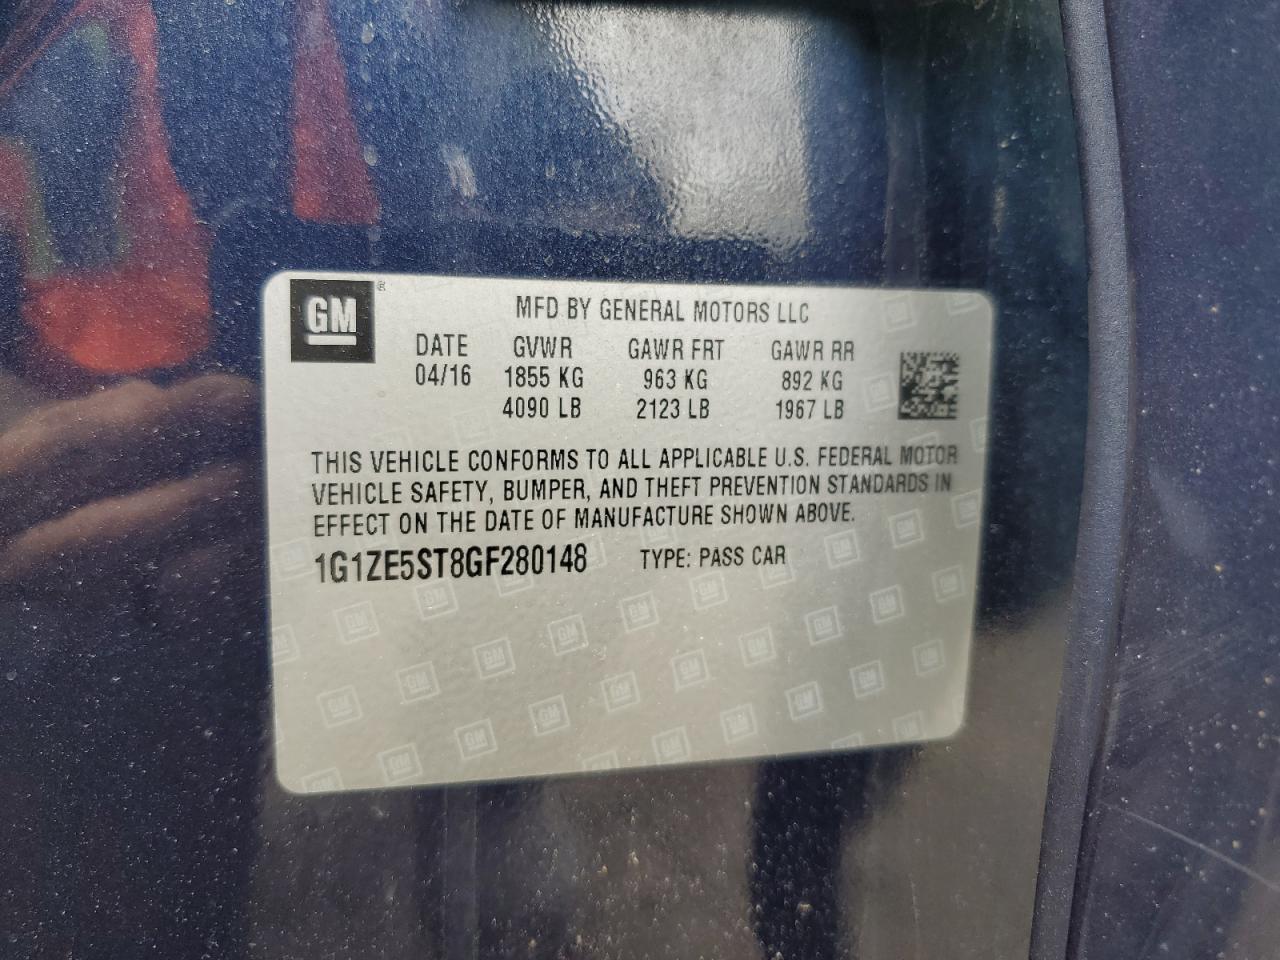 GM ®
MFD BY GENERAL MOTORS LLC
DATE GVWR GAWR FRT GAWR RR
04/16 1855 KG 963 KG 892 KG
4090 LB 2123 LB 1967 LB
THIS VEHICLE CONFORMS TO ALL APPLICABLE U.S. FEDERAL MOTOR
VEHICLE SAFETY, BUMPER, AND THEFT PREVENTION STANDARDS IN
EFFECT ON THE DATE OF MANUFACTURE SHOWN ABOVE.
1G1ZE5ST8GF280148 TYPE: PASS CAR